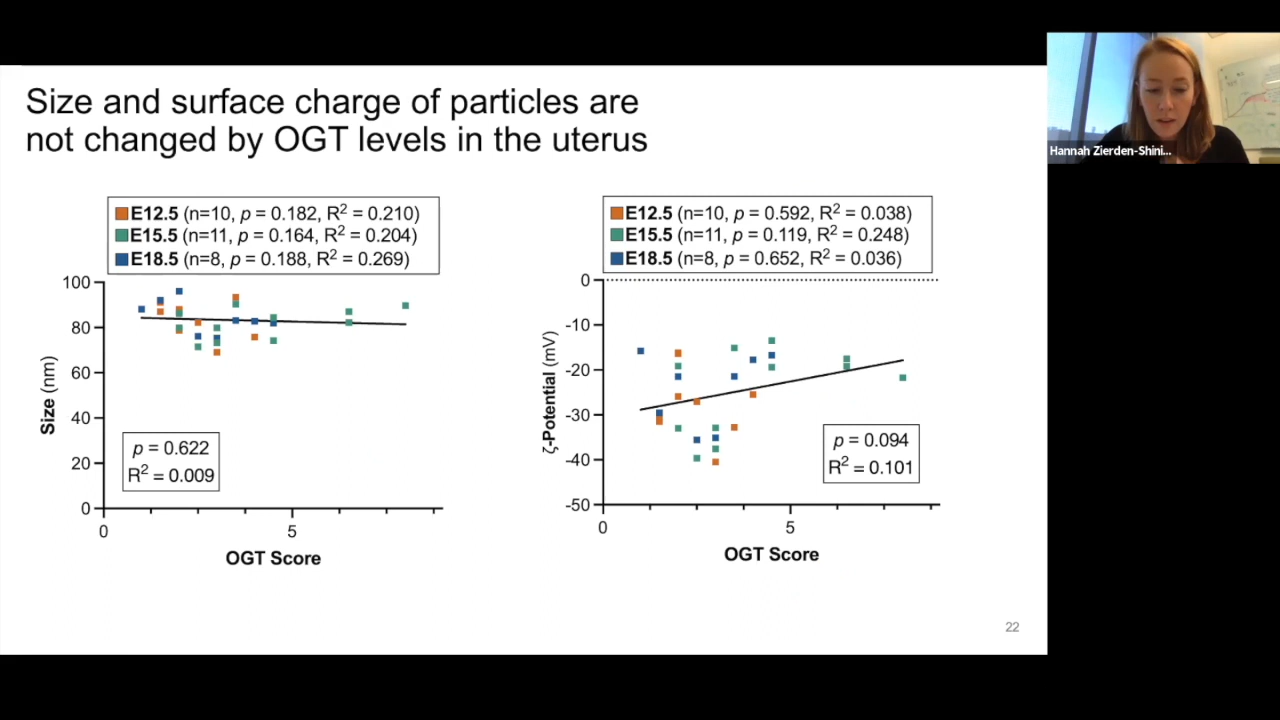 Size and surface charge of particles are
not changed by OGT levels in the uterus
Hannah Zierden-Shini...
E12.5 (n=10, p = 0.182, R² = 0.210)
E15.5 (n=11, p = 0.164, R² = 0.204)
E18.5 (n=8, p = 0.188, R² = 0.269)
100
80
60
40
20
0
Size (nm)
p = 0.622
R² = 0.009
0
5
OGT Score
E12.5 (n=10, p = 0.592, R² = 0.038)
E15.5 (n=11, p = 0.119, R² = 0.248)
E18.5 (n=8, p = 0.652, R² = 0.036)
0
-10
-20
-30
-40
-50
ζ-Potential (mV)
p = 0.094
R² = 0.101
0
5
OGT Score
22